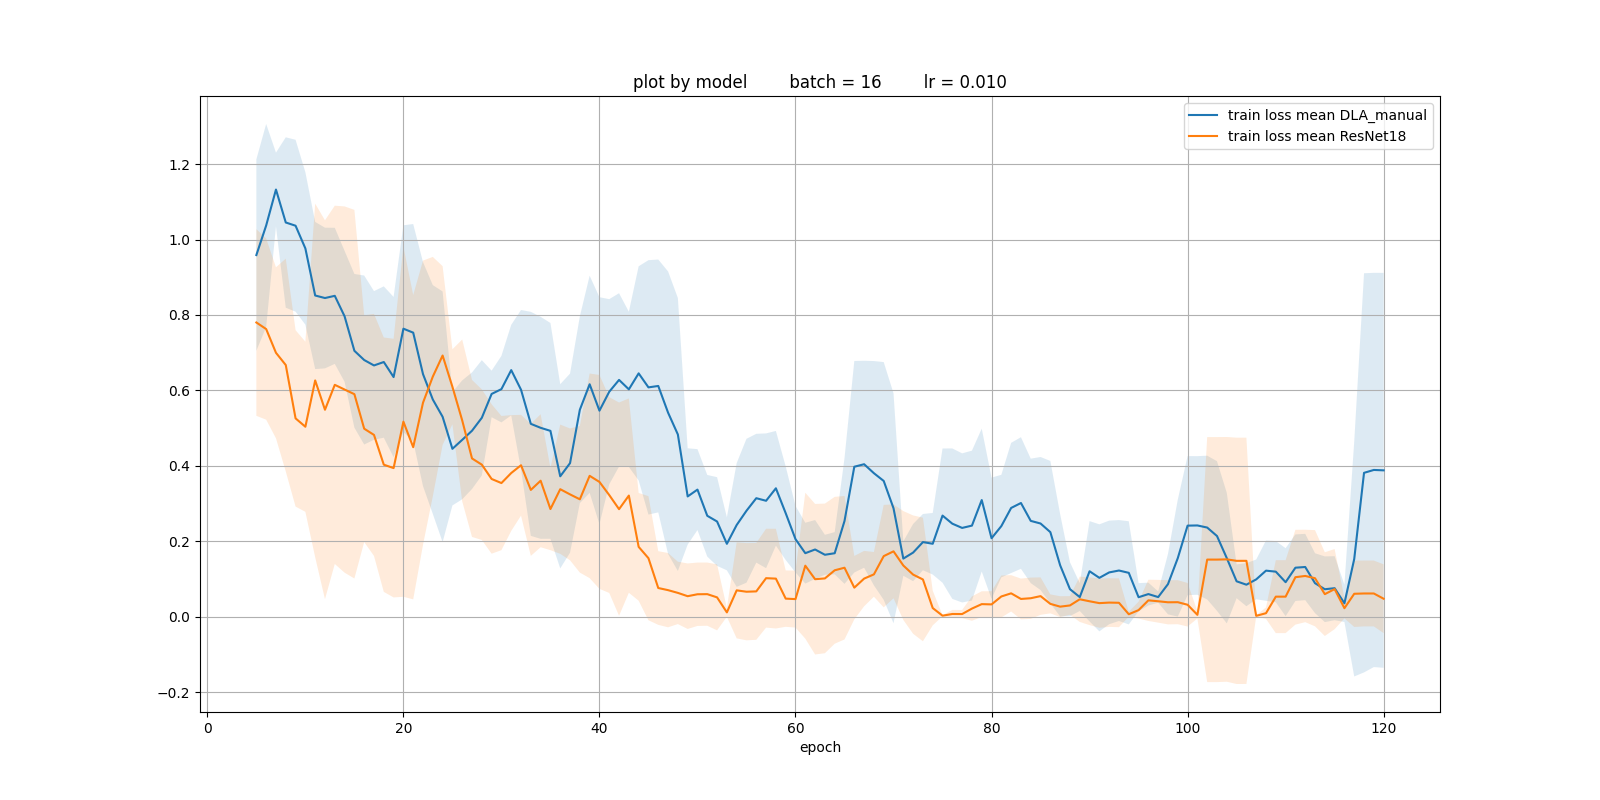 plot by model batch = 16 lr = 0.010
train loss mean DLA_manual
train loss mean ResNet18
1.2
1.0
0.8
0.6
0.4
0.2
0.0
−0.2
0 20 40 60 80 100 120
epoch